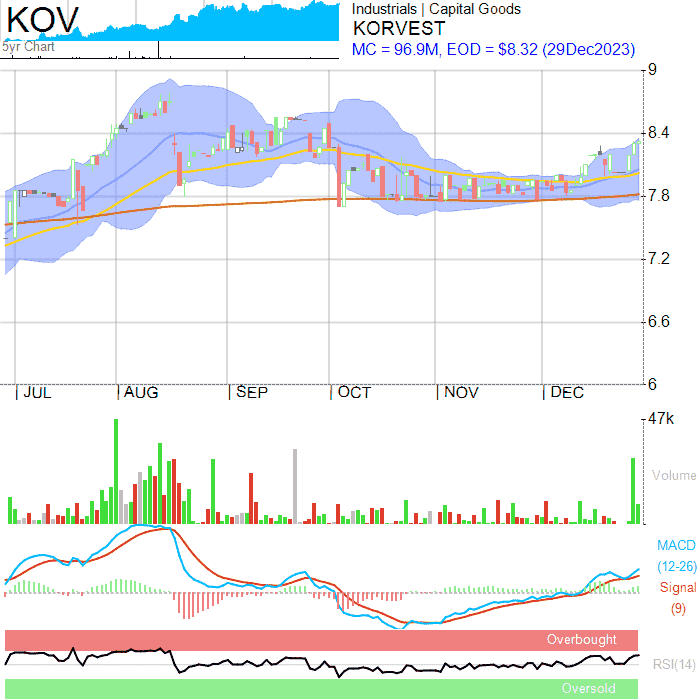 KOV
5yr Chart
Industrials | Capital Goods
KORVEST
MC = 96.9M, EOD = $8.32 (29Dec2023)
9
8.4
7.8
7.2
6.6
6
JUL AUG SEP OCT NOV DEC
47k
Volume
MACD
(12-26)
Signal
(9)
Overbought
RSI(14)
Oversold